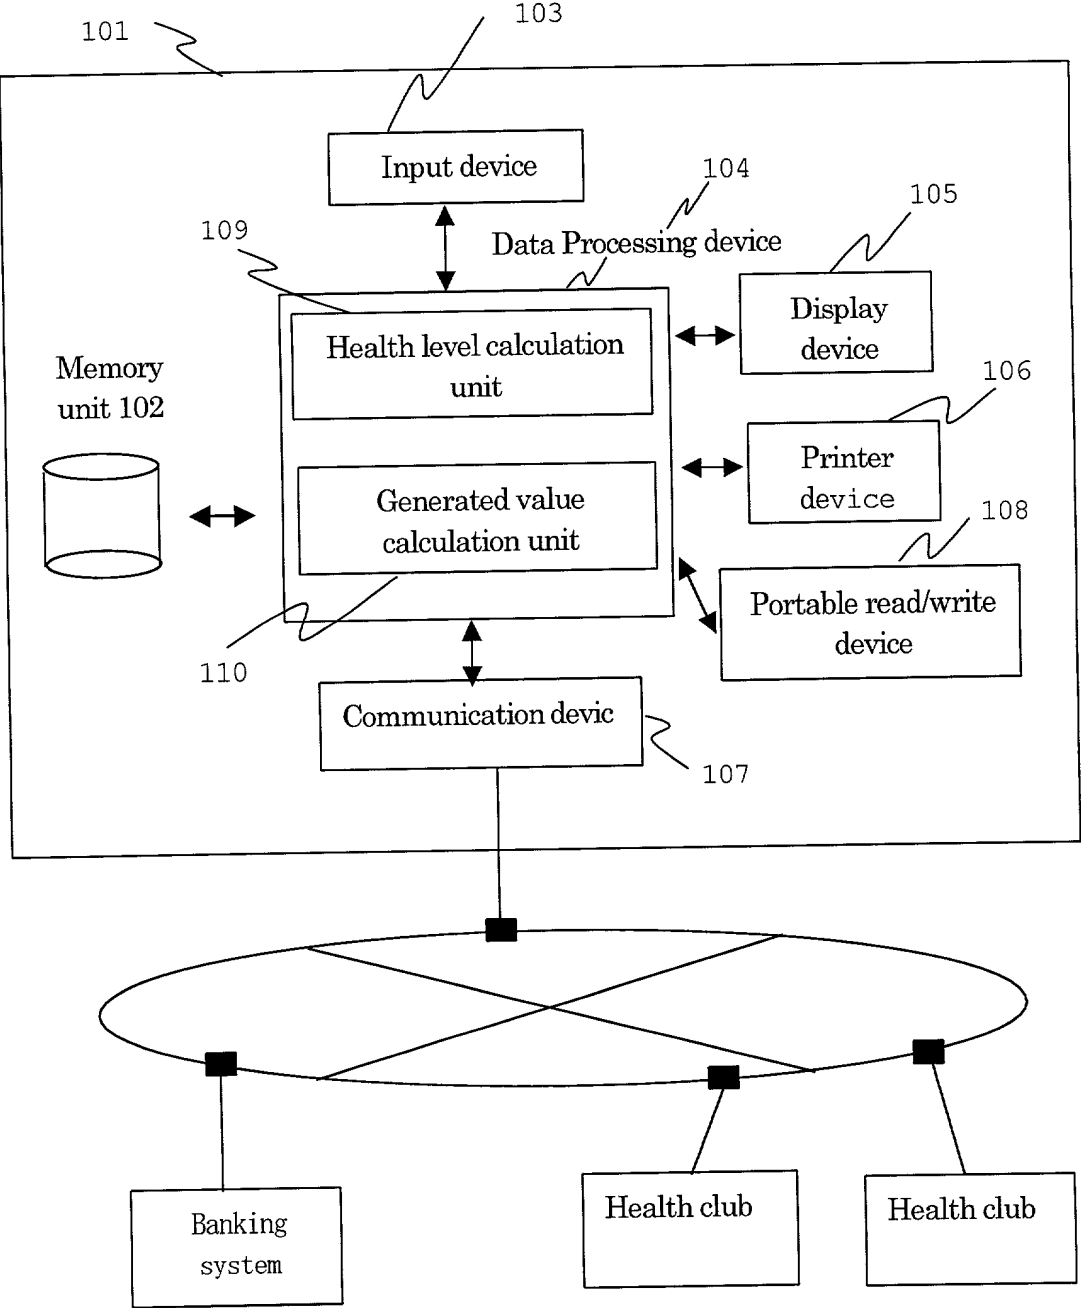 101
103
Input device
104
105
109
Data Processing device
Display
device
Health level calculation
unit
Memory
unit 102
106
Printer
device
Generated value
calculation unit
108
Portable read/write
device
110
Communication devic
107
Banking
system
Health club
Health club